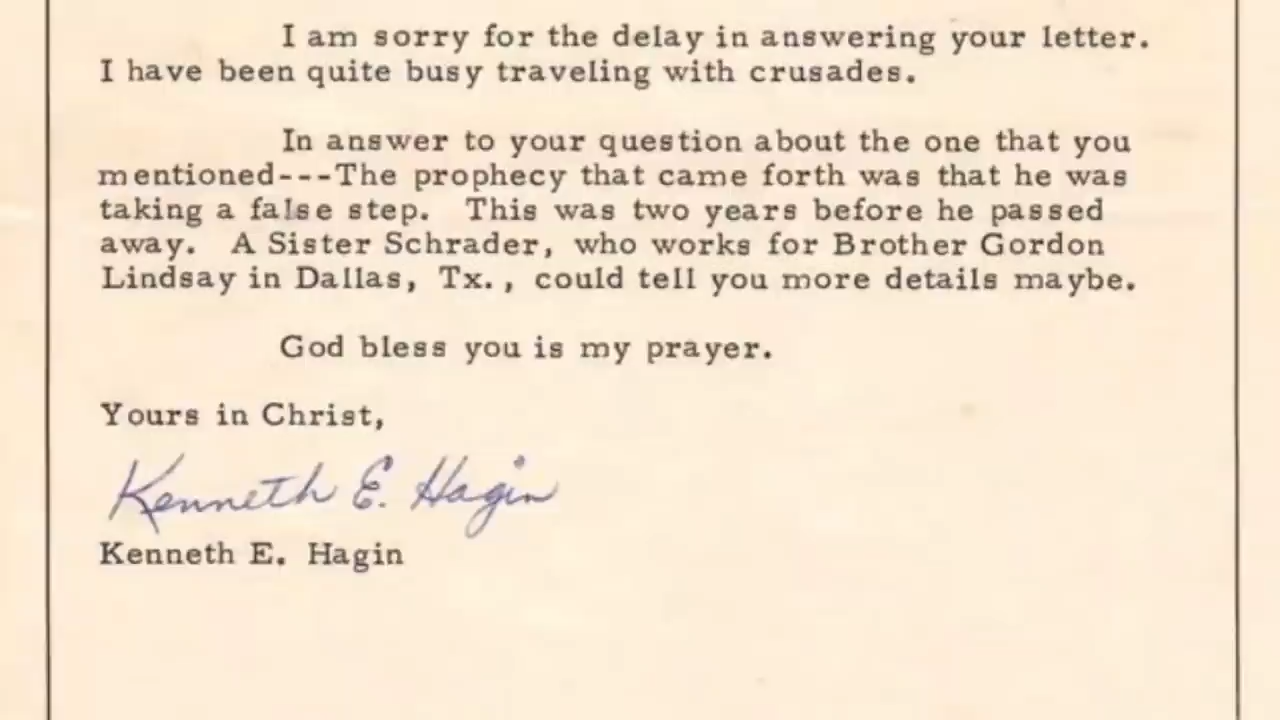 I am sorry for the delay in answering your letter.
I have been quite busy traveling with crusades.
In answer to your question about the one that you
mentioned---The prophecy that came forth was that he was
taking a false step. This was two years before he passed
away. A Sister Schrader, who works for Brother Gordon
Lindsay in Dallas, Tx., could tell you more details maybe.
God bless you is my prayer.
Yours in Christ,
Kenneth E. Hagin
Kenneth E. Hagin